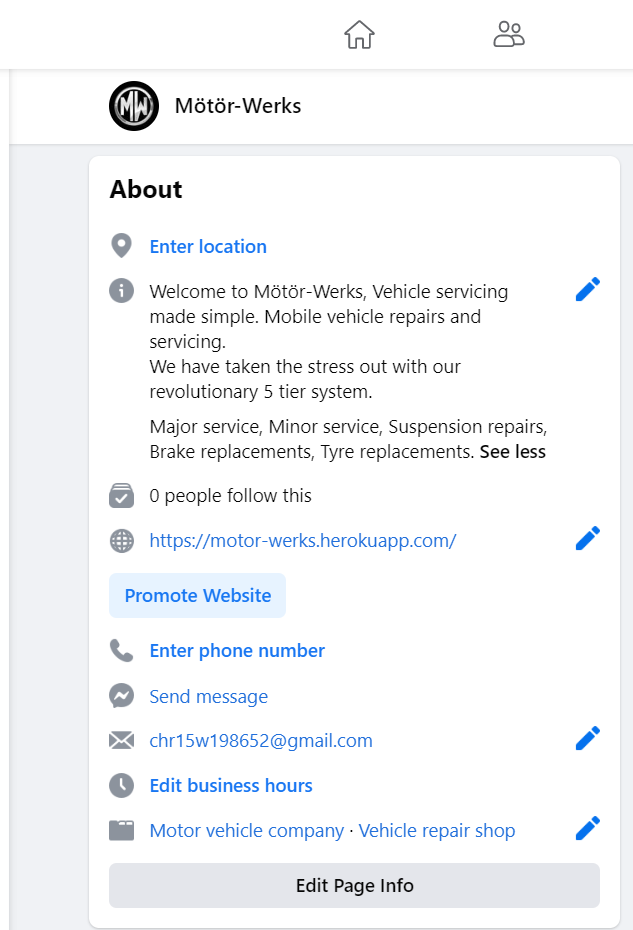 MW
Mötör-Werks
About
Enter location
Welcome to Mötör-Werks, Vehicle servicing
made simple. Mobile vehicle repairs and
servicing.
We have taken the stress out with our
revolutionary 5 tier system.
Major service, Minor service, Suspension repairs,
Brake replacements, Tyre replacements. See less
0 people follow this
https://motor-werks.herokuapp.com/
Promote Website
Enter phone number
Send message
chr15w198652@gmail.com
Edit business hours
Motor vehicle company · Vehicle repair shop
Edit Page Info